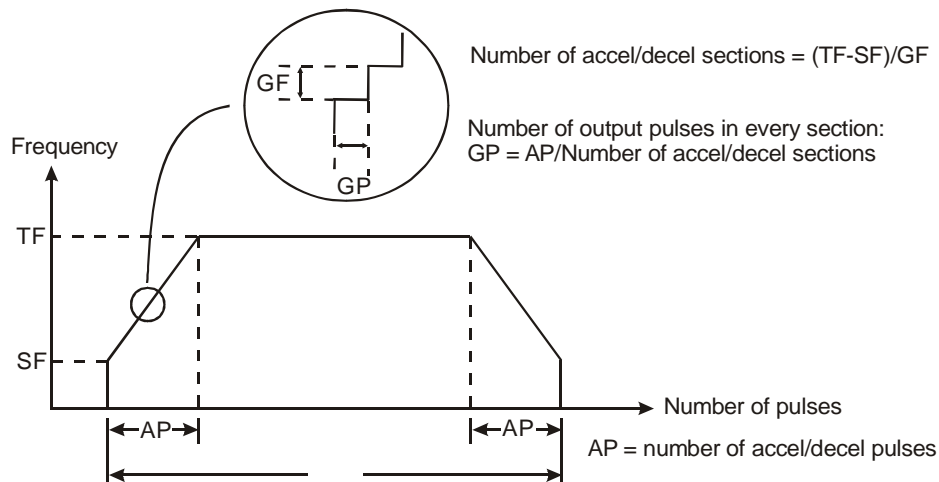 Number of accel/decel sections = (TF-SF)/GF
GF
Number of output pulses in every section:
GP = AP/Number of accel/decel sections
Frequency
GP
TF
SF
Number of pulses
AP
AP
AP = number of accel/decel pulses